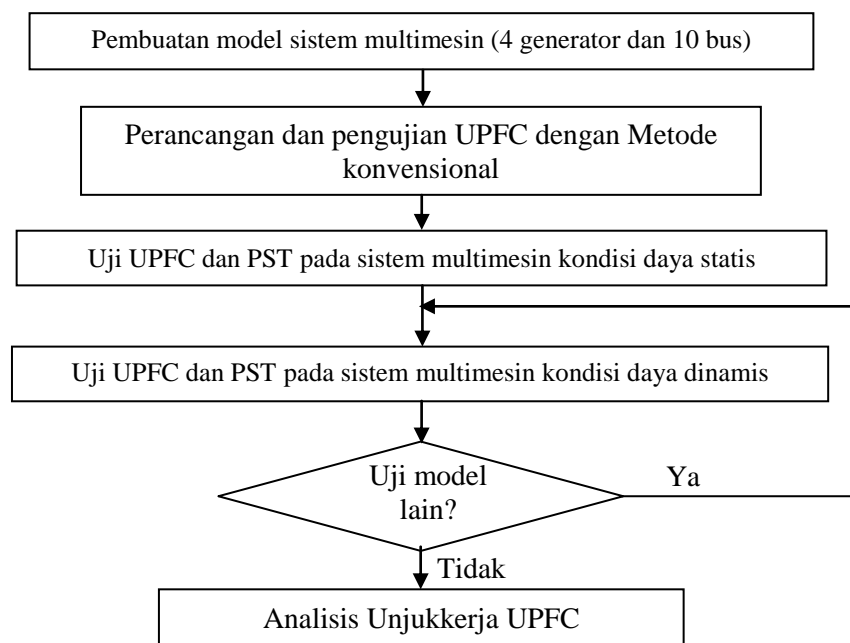 Pembuatan model sistem multimesin (4 generator dan 10 bus)
Perancangan dan pengujian UPFC dengan Metode
konvensional
Uji UPFC dan PST pada sistem multimesin kondisi daya statis
Uji UPFC dan PST pada sistem multimesin kondisi daya dinamis
Uji model
lain?
Ya
Tidak
Analisis Unjukkerja UPFC